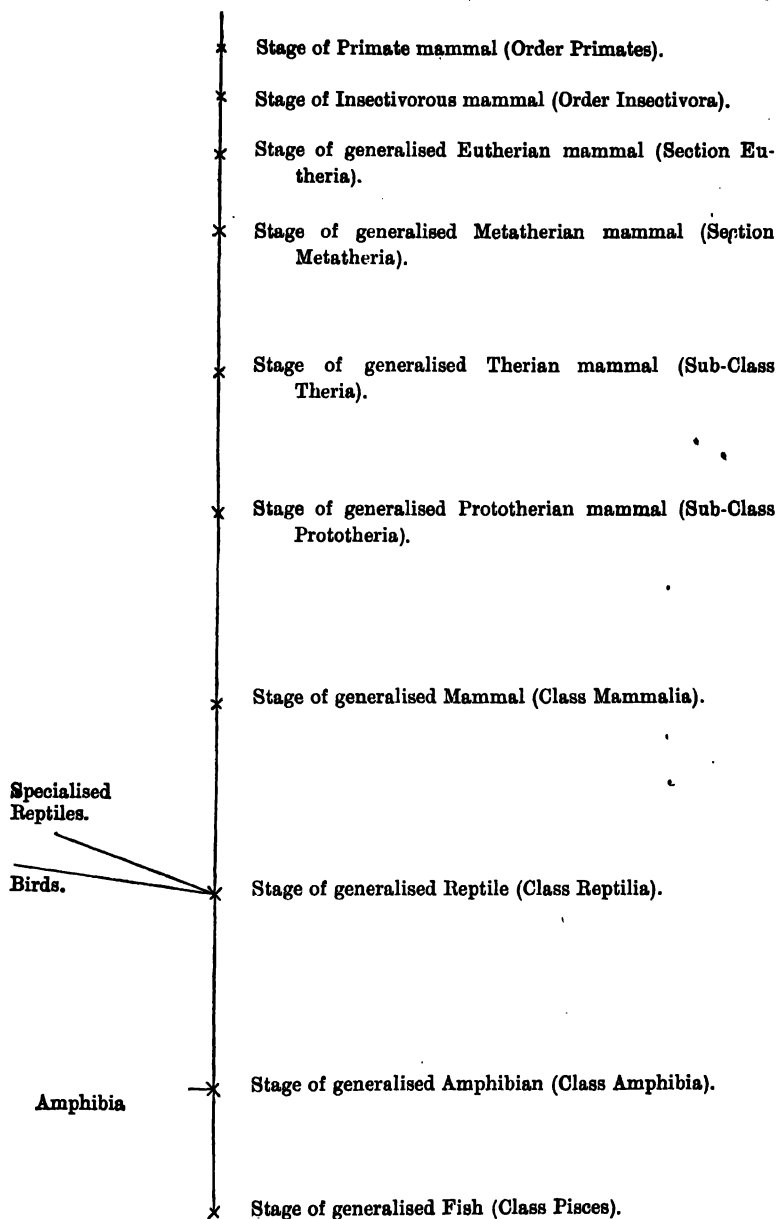 Stage of Primate mammal (Order Primates).
Stage of Insectivorous mammal (Order Insectivora).
Stage of generalised Eutherian mammal (Section Eu-
theria).
Stage of generalised Metatherian mammal (Section
Metatheria).
Stage of generalised Therian mammal (Sub-Class
Theria).
Stage of generalised Prototherian mammal (Sub-Class
Prototheria).
Stage of generalised Mammal (Class Mammalia).
Specialised
Reptiles.
Birds.
Stage of generalised Reptile (Class Reptilia).
Amphibia
Stage of generalised Amphibian (Class Amphibia).
Stage of generalised Fish (Class Pisces).